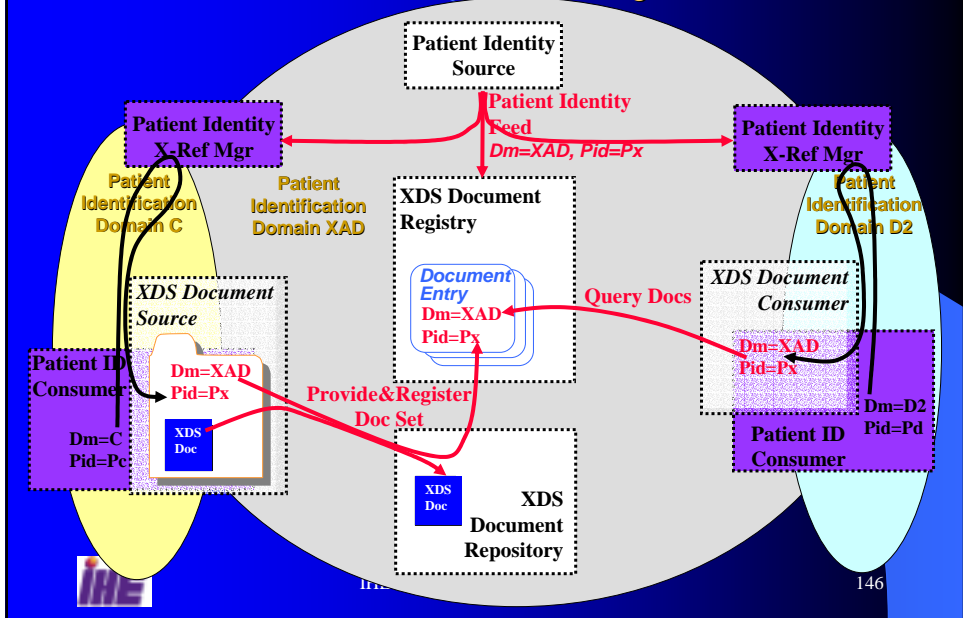 Patient Identity
Source
Patient Identity
Feed
Dm=XAD, Pid=Px
Patient Identity
X-Ref Mgr
Patient Identity
X-Ref Mgr
Patient
Identification
Domain C
Patient
Identification
Domain XAD
Patient
Identification
Domain D2
XDS Document
Registry
Document
Entry
Dm=XAD
Pid=Px
XDS Document
Source
Dm=XAD
Pid=Px
XDS
Doc
Patient ID
Consumer
Dm=C
Pid=Pc
Query Docs
XDS Document
Consumer
Dm=XAD
Pid=Px
Dm=D2
Pid=Pd
Patient ID
Consumer
Provide&Register
Doc Set
XDS
Doc
XDS
Document
Repository
IHE
146